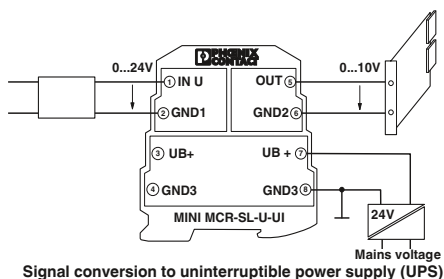 PHOENIX
CONTACT
0...24V
① IN U
OUT ⑤
0...10V
② GND1
GND2 ⑥
③ UB+
UB + ⑦
④ GND3
GND3 ⑧
24V
MINI MCR-SL-U-UI
Mains voltage
Signal conversion to uninterruptible power supply (UPS)